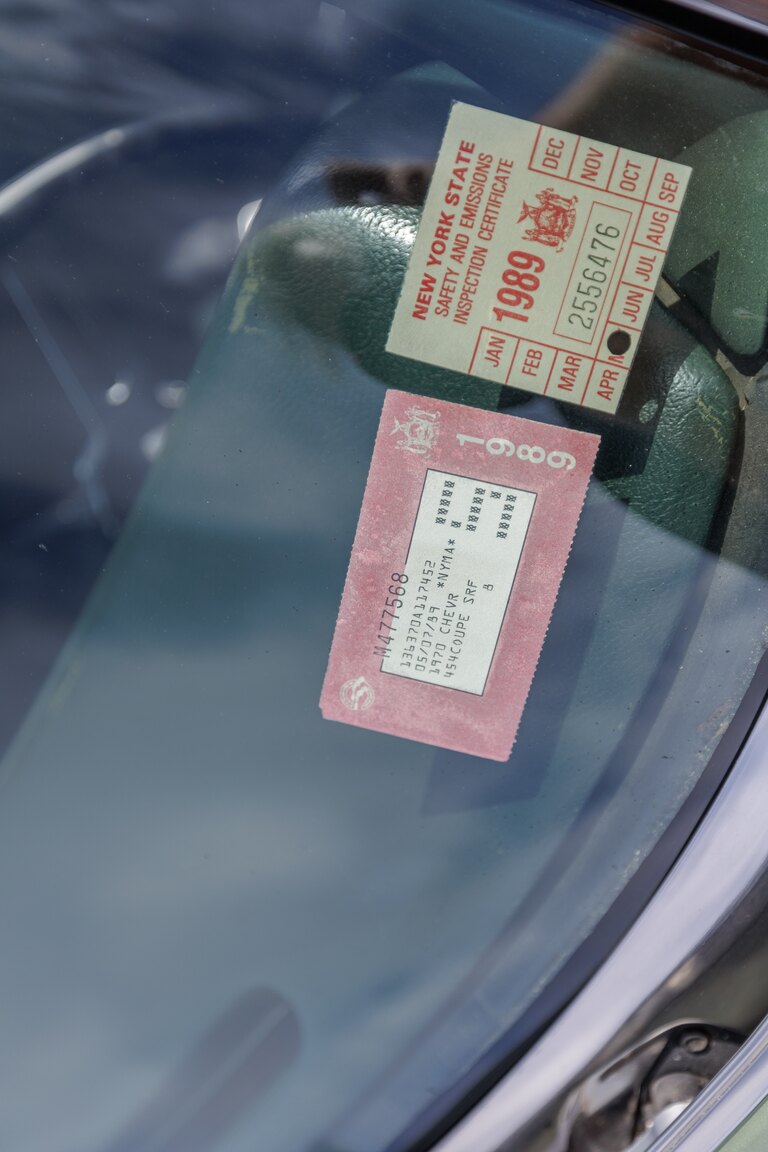 NEW YORK STATE
SAFETY AND EMISSIONS
INSPECTION CERTIFICATE
1989
2556476
JAN
FEB
MAR
APR
M
JUN
JUL
AUG
SEP
OCT
NOV
DEC
1989
M477568
136370A117452
05/07/89 *NYMA*
1970 CHEVR
454COUPE SRF
B